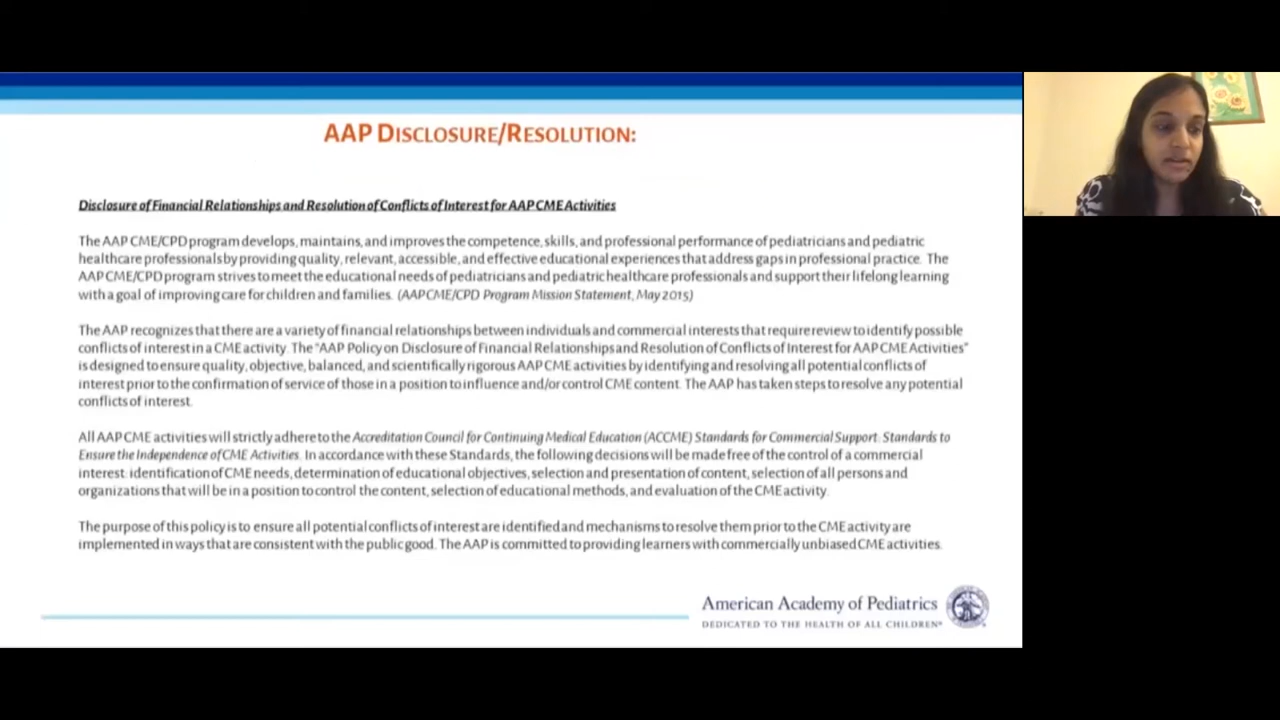 AAP DISCLOSURE/RESOLUTION:
Disclosure of Financial Relationships and Resolution of Conflicts of Interest for AAP CME Activities
The AAP CME/CPD program develops, maintains, and improves the competence, skills, and professional performance of pediatricians and pediatric
healthcare professionals by providing quality, relevant, accessible, and effective educational experiences that address gaps in professional practice. The
AAP CME/CPD program strives to meet the educational needs of pediatricians and pediatric healthcare professionals and support their lifelong learning
with a goal of improving care for children and families. (AAP CME/CPD Program Mission Statement, May 2015)
The AAP recognizes that there are a variety of financial relationships between individuals and commercial interests that require review to identify possible
conflicts of interest in a CME activity. The "AAP Policy on Disclosure of Financial Relationships and Resolution of Conflicts of Interest for AAP CME Activities"
is designed to ensure quality, objective, balanced, and scientifically rigorous AAP CME activities by identifying and resolving all potential conflicts of
interest prior to the confirmation of service of those in a position to influence and/or control CME content. The AAP has taken steps to resolve any potential
conflicts of interest.
All AAP CME activities will strictly adhere to the Accreditation Council for Continuing Medical Education (ACCME) Standards for Commercial Support: Standards to
Ensure the Independence of CME Activities. In accordance with these Standards, the following decisions will be made free of the control of a commercial
interest: identification of CME needs, determination of educational objectives, selection and presentation of content, selection of all persons and
organizations that will be in a position to control the content, selection of educational methods, and evaluation of the CME activity.
The purpose of this policy is to ensure all potential conflicts of interest are identified and mechanisms to resolve them prior to the CME activity are
implemented in ways that are consistent with the public good. The AAP is committed to providing learners with commercially unbiased CME activities.
American Academy of Pediatrics
DEDICATED TO THE HEALTH OF ALL CHILDREN®